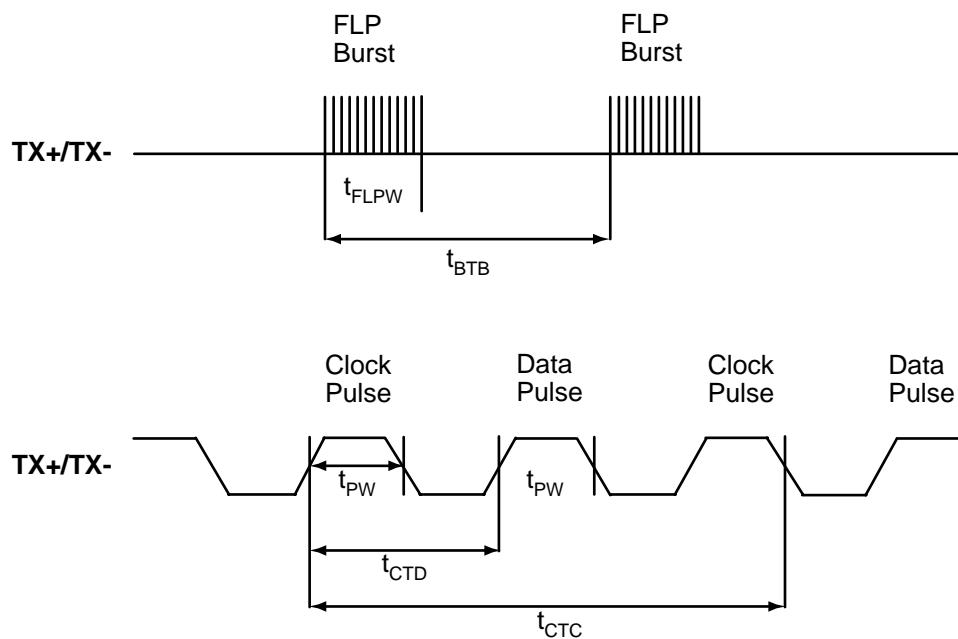 FLP
Burst
FLP
Burst
TX+/TX-
tFLPW
tBTB
Clock
Pulse
Data
Pulse
Clock
Pulse
Data
Pulse
TX+/TX-
tPW
tPW
tCTD
tCTC